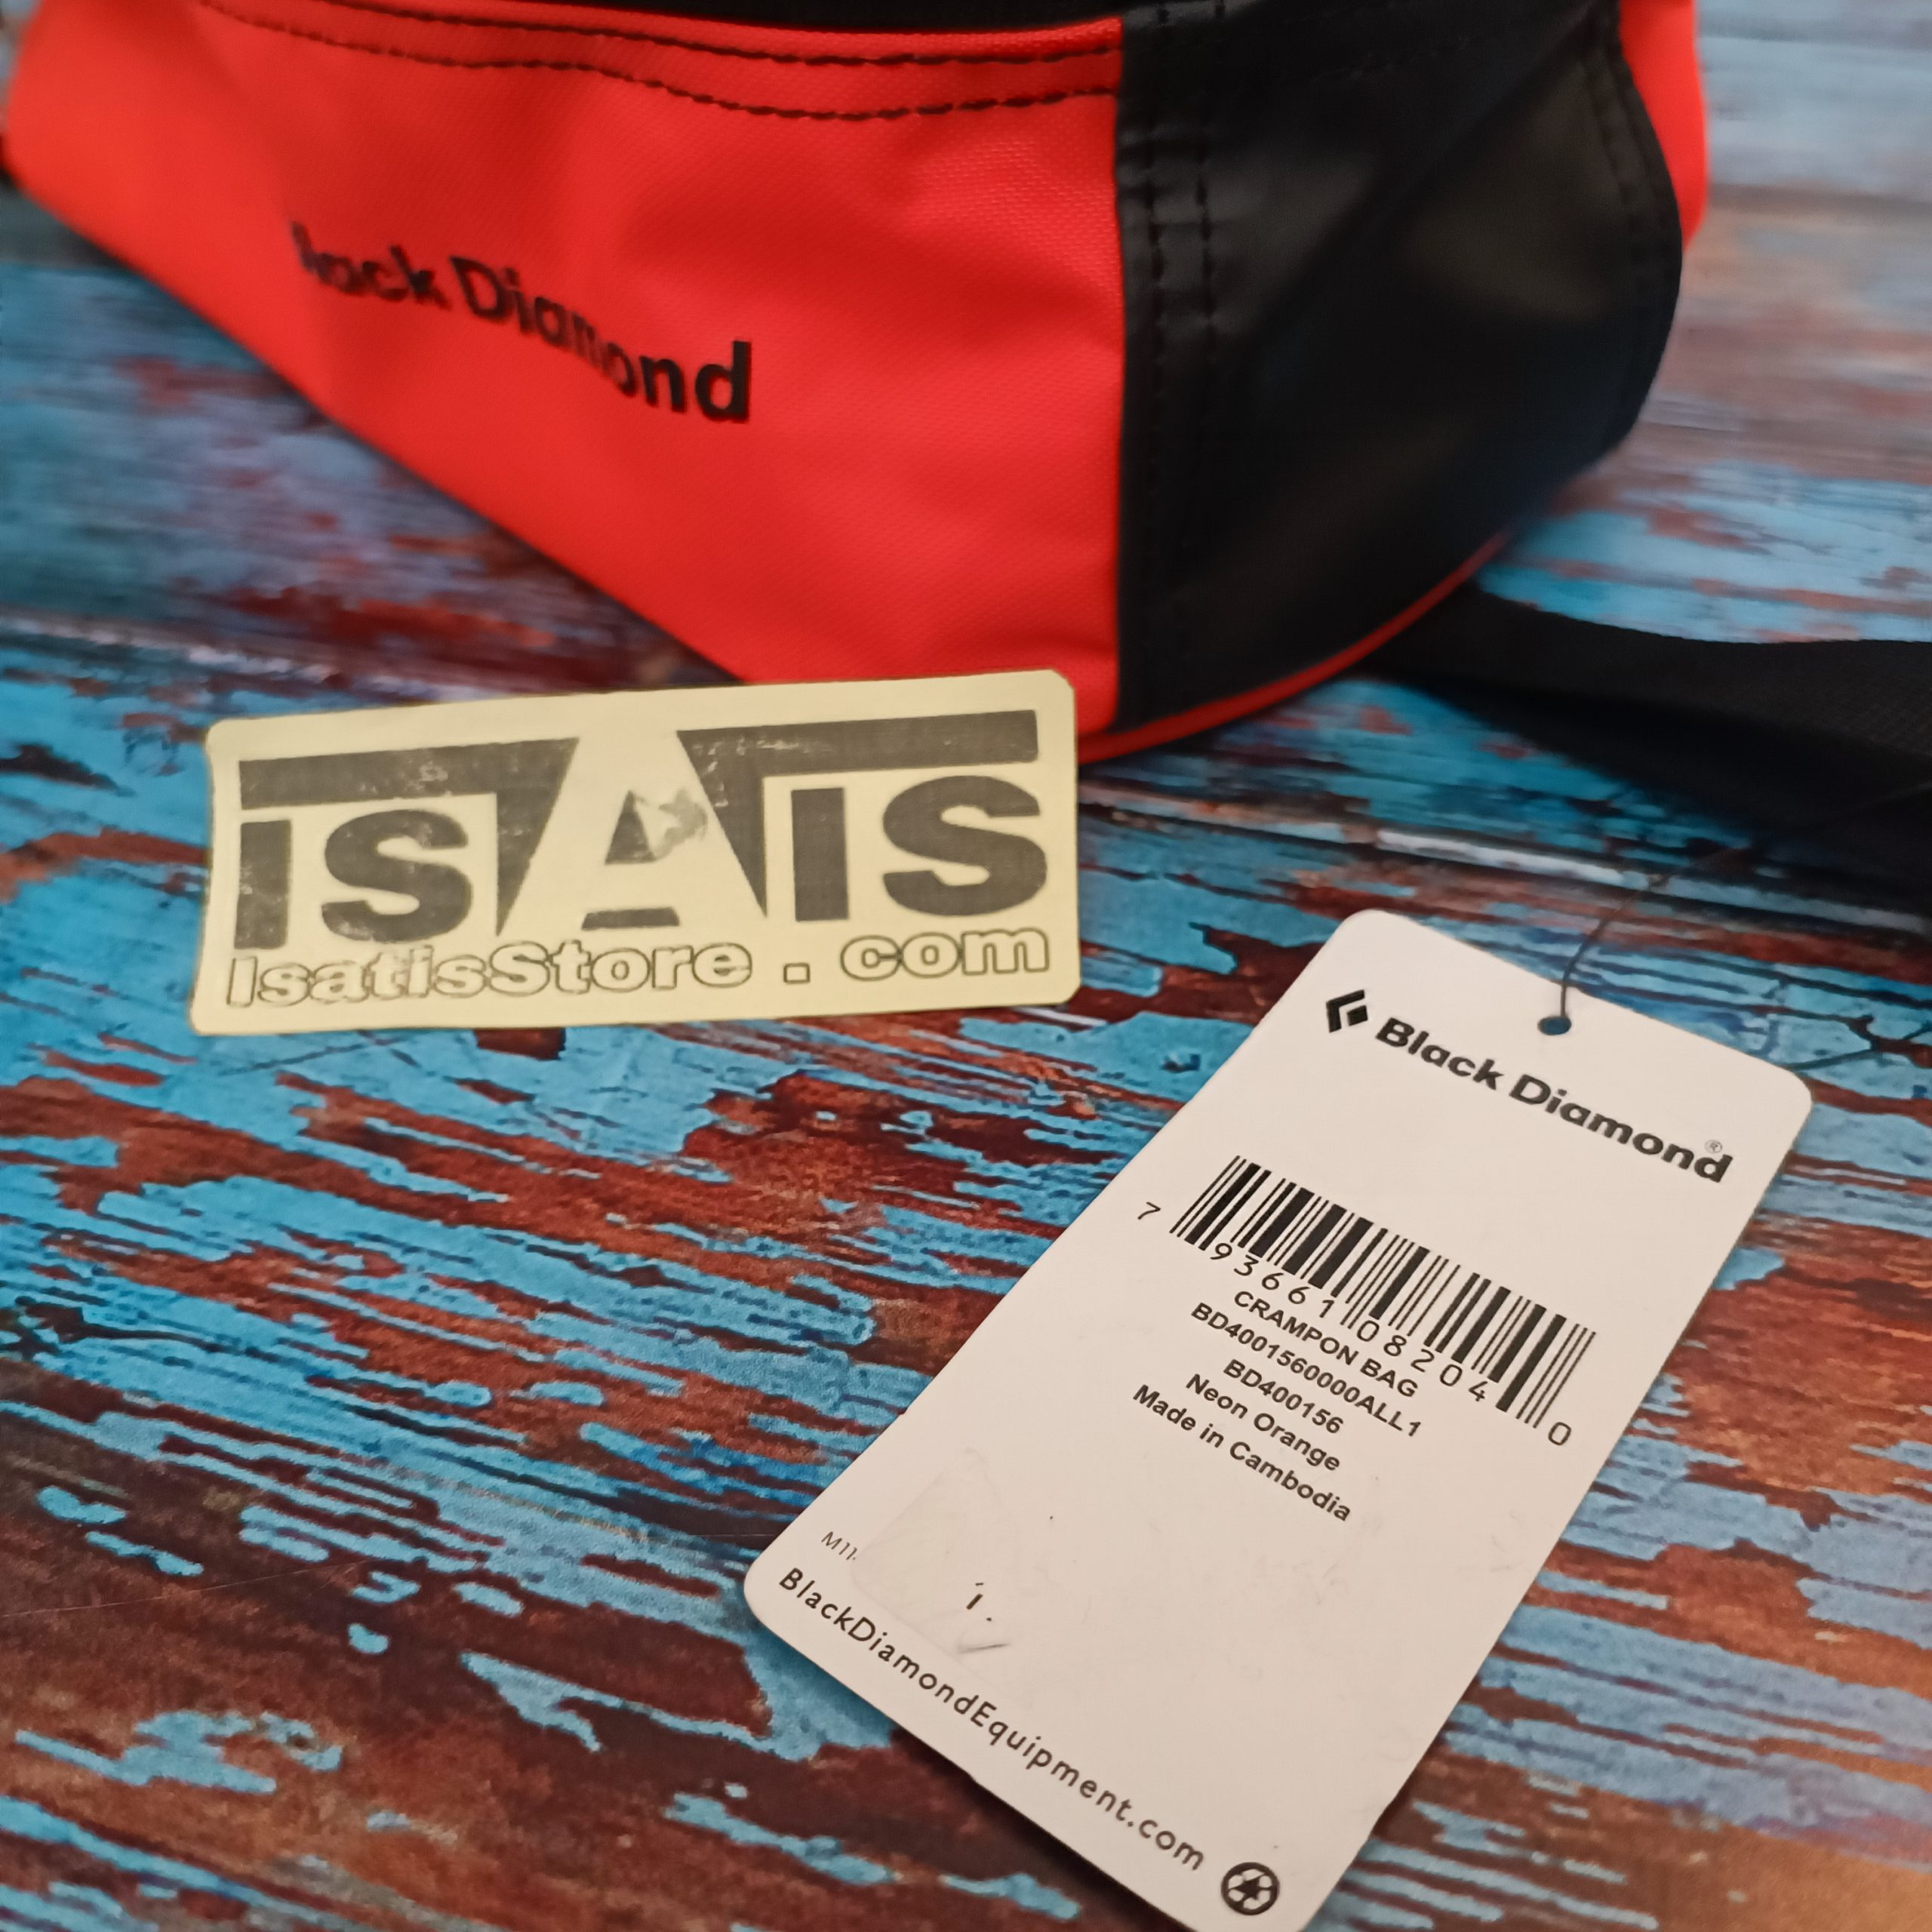 Black Diamond
ISATIS
IsatisStore . com
Black Diamond®
7 93661 08204 0
CRAMPON BAG
BD4001560000ALL1
BD400156
Neon Orange
Made in Cambodia
BlackDiamondEquipment.com